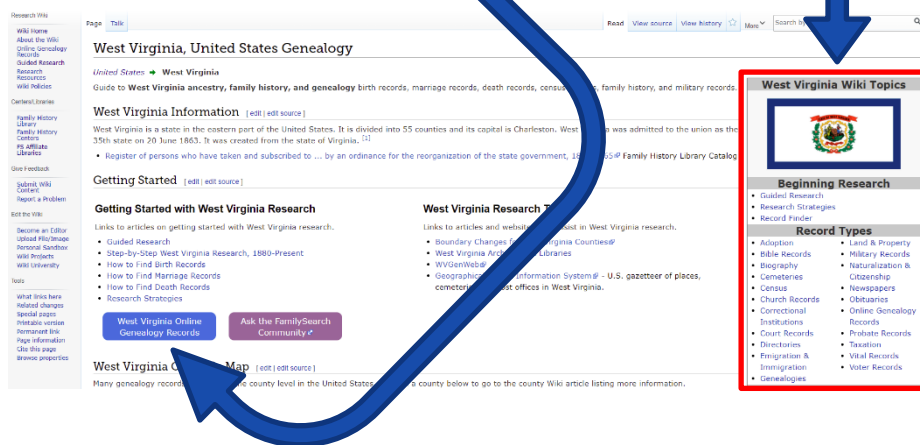 Research Wiki
Wiki Home
About the Wiki
Online Genealogy
Records
Guided Research
Research
Resources
Wiki Policies
Family History
Library
Family History
Centers
FS Affiliate
Libraries
Give Feedback
Submit Wiki
Content
Report a Problem
Edit the Wiki
Become an Editor
Upload File/Image
Personal Sandbox
Wiki Projects
Wiki University
Tools
What links here
Related changes
Special pages
Printable version
Permanent link
Page information
Cite this page
Browse properties
Page Talk
Read View source View history More
Search
West Virginia, United States Genealogy
United States → West Virginia
Guide to West Virginia ancestry, family history, and genealogy birth records, marriage records, death records, census family history, and military records.
West Virginia Information [ edit | edit source ]
West Virginia is a state in the eastern part of the United States. It is divided into 55 counties and its capital is Charleston. West was admitted to the union as the
35th state on 20 June 1863. It was created from the state of Virginia. [1]
• Register of persons who have taken and subscribed to ... by an ordinance for the reorganization of the state government, Family History Library Catalog
Getting Started [ edit | edit source ]
Getting Started with West Virginia Research
Links to articles on getting started with West Virginia research.
• Guided Research
• Step-by-Step West Virginia Research, 1880-Present
• How to Find Birth Records
• How to Find Marriage Records
• How to Find Death Records
• Research Strategies
West Virginia Online
Genealogy Records
Ask the FamilySearch
Community
West Virginia Research
Links to articles and in West Virginia research.
• Boundary Changes Counties
• West Virginia Libraries
• WVGenWeb
• Geographic Information System - U.S. gazetteer of places,
offices in West Virginia.
West Virginia Map [ edit | edit source ]
Many genealogy county level in the United States. a county below to go to the county Wiki article listing more information.
West Virginia Wiki Topics
Beginning Research
• Guided Research
• Research Strategies
• Record Finder
Record Types
• Adoption
• Bible Records
• Biography
• Cemeteries
• Census
• Church Records
• Correctional
Institutions
• Court Records
• Directories
• Emigration &
Immigration
• Genealogies
• Land & Property
• Military Records
• Naturalization &
Citizenship
• Newspapers
• Obituaries
• Online Genealogy
Records
• Probate Records
• Taxation
• Vital Records
• Voter Records